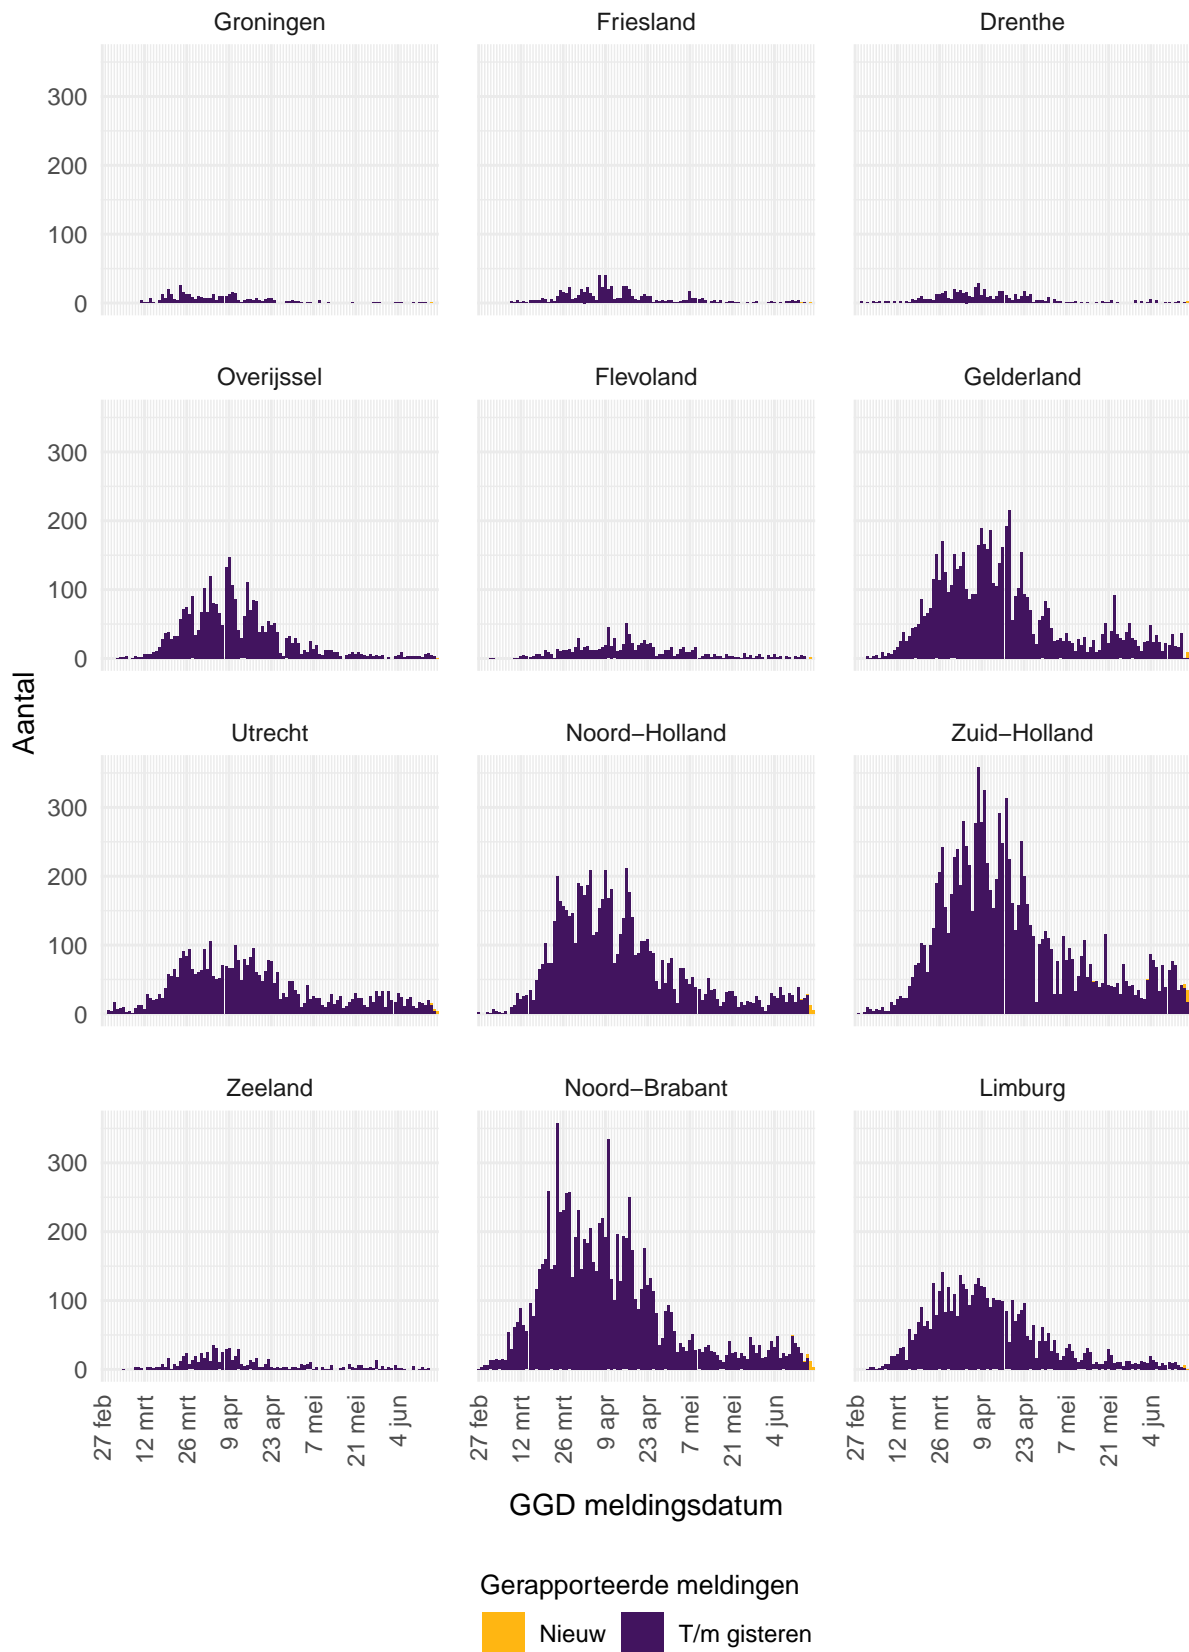 Groningen Friesland Drenthe
300
200
100
0
Overijssel Flevoland Gelderland
300
200
100
0
Aantal
Utrecht Noord−Holland Zuid−Holland
300
200
100
0
Zeeland Noord−Brabant Limburg
300
200
100
0
27 feb 12 mrt 26 mrt 9 apr 23 apr 7 mei 21 mei 4 jun 27 feb 12 mrt 26 mrt 9 apr 23 apr 7 mei 21 mei 4 jun 27 feb 12 mrt 26 mrt 9 apr 23 apr 7 mei 21 mei 4 jun
GGD meldingsdatum
Gerapporteerde meldingen
Nieuw T/m gisteren